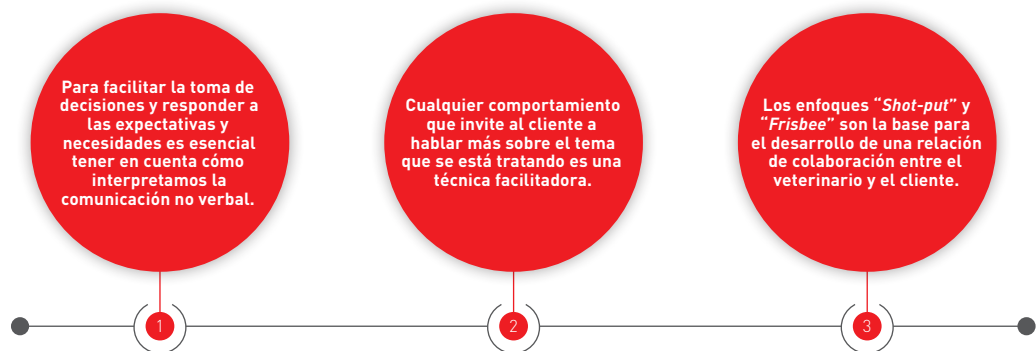 Para facilitar la toma de
decisiones y responder a
las expectativas y
necesidades es esencial
tener en cuenta cómo
interpretamos la
comunicación no verbal.
Cualquier comportamiento
que invite al cliente a
hablar más sobre el tema
que se está tratando es una
técnica facilitadora.
Los enfoques “Shot-put” y
“Frisbee” son la base para
el desarrollo de una relación
de colaboración entre el
veterinario y el cliente.
1
2
3